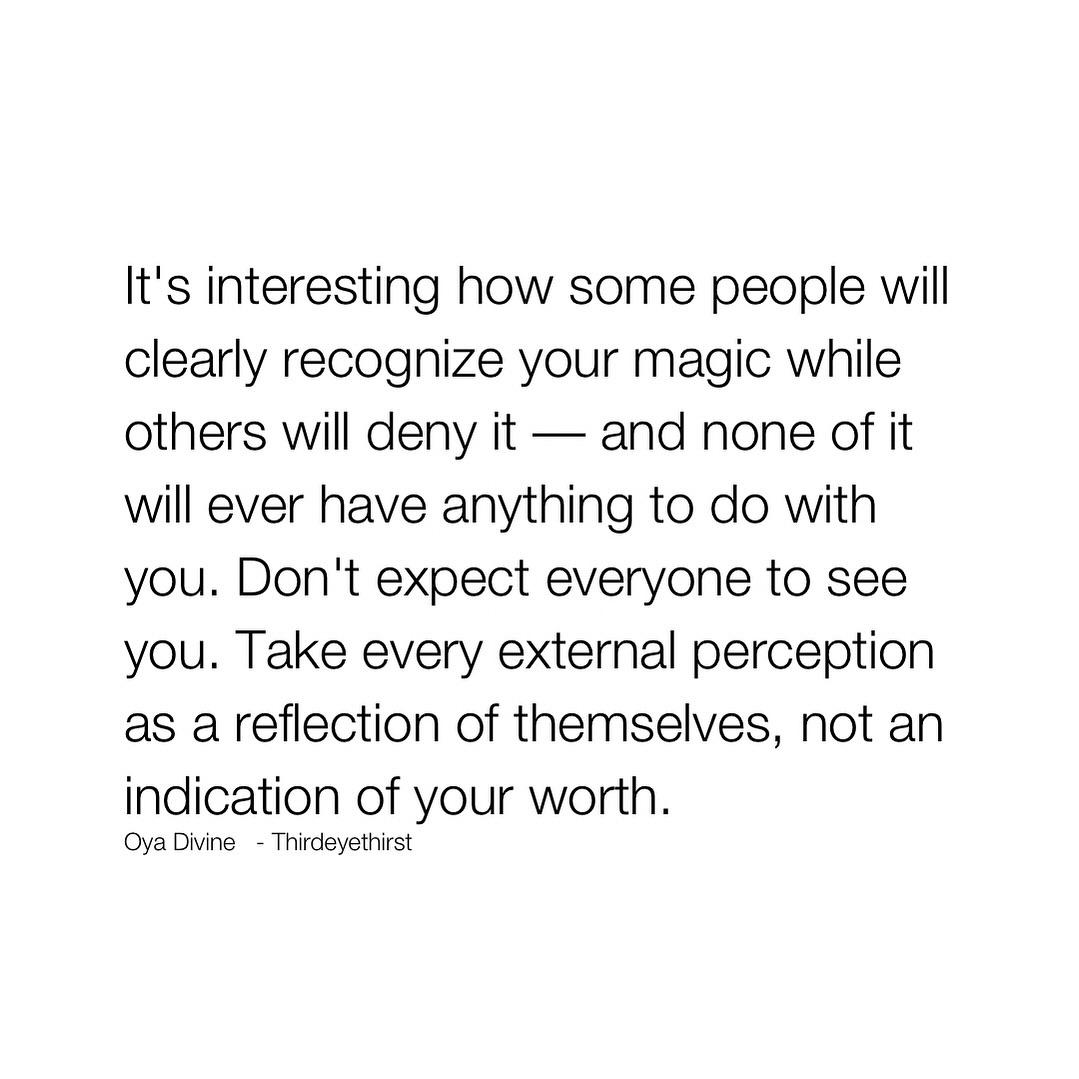 It's interesting how some people will
clearly recognize your magic while
others will deny it — and none of it
will ever have anything to do with
you. Don't expect everyone to see
you. Take every external perception
as a reflection of themselves, not an
indication of your worth.
Oya Divine - Thirdeyethirst